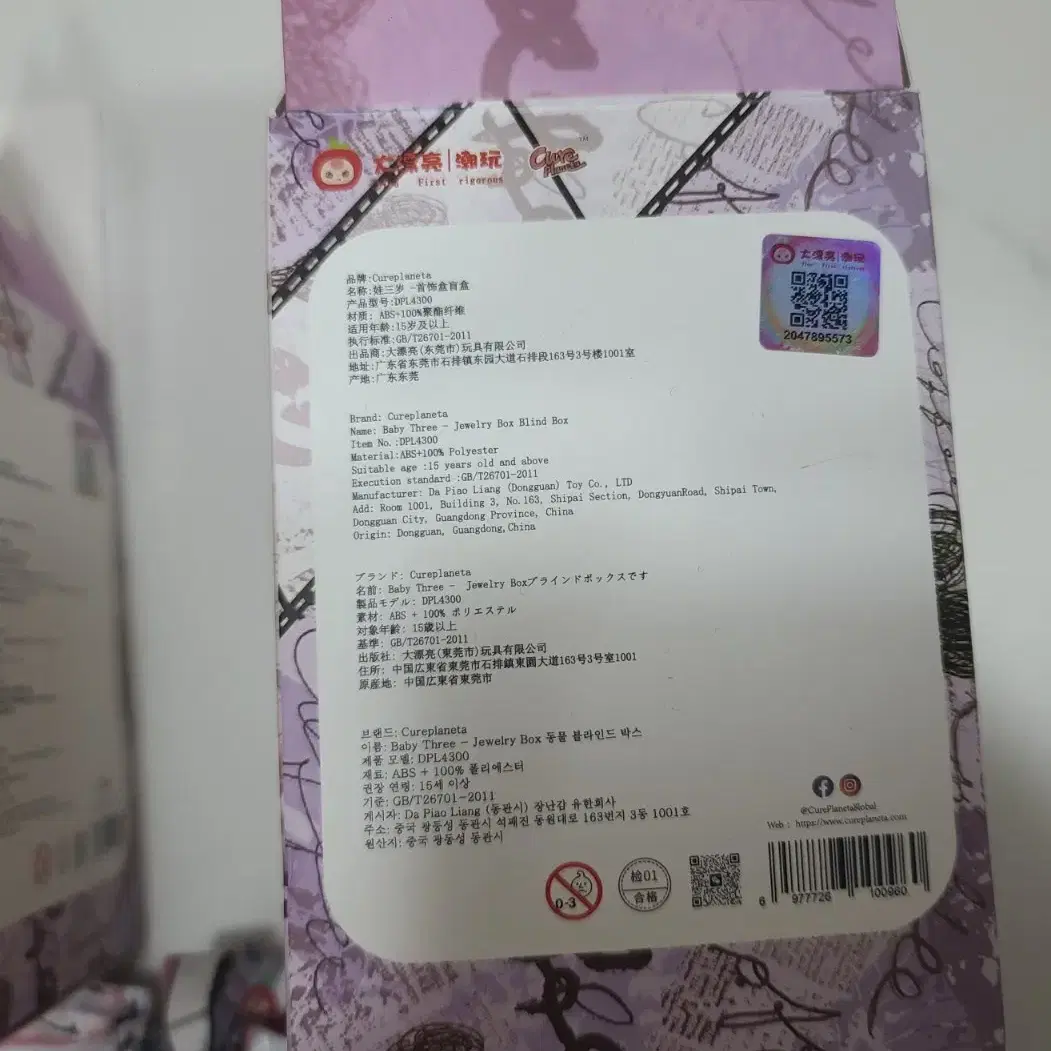 大漂亮|潮玩
First rigorous
Cure
Planeta
TM
大漂亮|潮玩
First rigorous
2047895573
品牌:Cureplaneta
名称:娃三岁 -首饰盒盲盒
产品型号:DPL4300
材质: ABS+100%聚酯纤维
适用年龄:15岁及以上
执行标准:GB/T26701-2011
出品商:大漂亮(东莞市)玩具有限公司
地址:广东省东莞市石排镇东园大道石排段163号3号楼1001室
产地:广东东莞
Brand: Cureplaneta
Name: Baby Three - Jewelry Box Blind Box
Item No.:DPL4300
Material:ABS+100% Polyester
Suitable age :15 years old and above
Execution standard :GB/T26701-2011
Manufacturer: Da Piao Liang (Dongguan) Toy Co., LTD
Add: Room 1001, Building 3, No.163, Shipai Section, DongyuanRoad, Shipai Town,
Dongguan City, Guangdong Province, China
Origin: Dongguan, Guangdong,China
ブランド: Cureplaneta
名前: Baby Three - Jewelry Boxブラインドボックスです
製品モデル: DPL4300
素材: ABS + 100% ポリエステル
対象年齢: 15歳以上
基準: GB/T26701-2011
出版社: 大漂亮(東莞市)玩具有限公司
住所: 中国広東省東莞市石排鎮東園大道163号3号室1001
原産地: 中国広東省東莞市
브랜드: Cureplaneta
이름: Baby Three - Jewelry Box 동물 블라인드 박스
제품 모델: DPL4300
재료: ABS + 100% 폴리에스터
권장 연령: 15세 이상
기준: GB/T26701-2011
게시자: Da Piao Liang (동관시) 장난감 유한회사
주소: 중국 광동성 동관시 석패진 동원대로 163번지 3동 1001호
원산지: 중국 광동성 동관시
@CurePlanetaGlobal
Web : https://www.cureplaneta.com
0-3
检01
合格
6 977726 100960